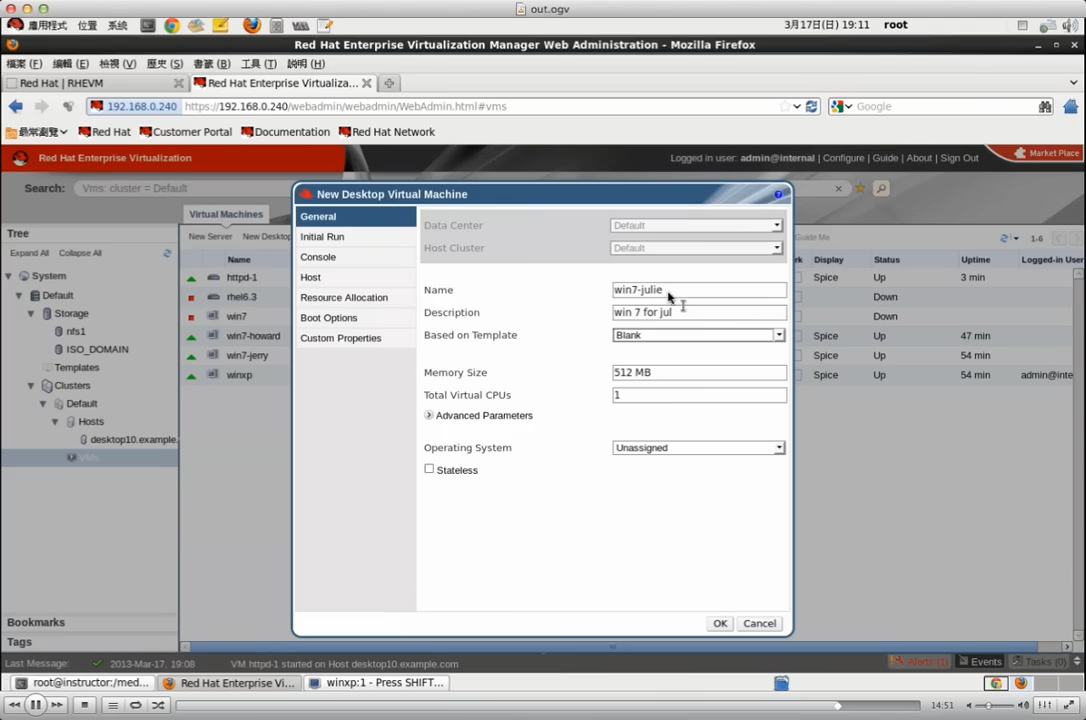 out.ogv
應用程式 位置 系統 3月17日(日) 19:11 root
Red Hat Enterprise Virtualization Manager Web Administration - Mozilla Firefox
檔案 (F) 編輯(E) 檢視(V) 歷史(S) 書籤(B) 工具(T) 說明(H)
Red Hat | RHEVM Red Hat Enterprise Virtualiza...
192.168.0.240 https://192.168.0.240/webadmin/webadmin/WebAdmin.html#vms Google
最常瀏覽 Red Hat Customer Portal Documentation Red Hat Network
Red Hat Enterprise Virtualization Logged in user: admin@internal | Configure | Guide | About | Sign Out Market Place
Search: Vms: cluster = Default
New Desktop Virtual Machine
Tree Virtual Machines
Expand All Collapse All New Server New Desktop Guide Me 1-6
Name rk Display Status Uptime Logged-in User
System httpd-1 Spice Up 3 min
Default rhel6.3 Down
Storage win7 Down
nfs1 win7-howard Spice Up 47 min
ISO_DOMAIN win7-jerry Spice Up 54 min
Templates winxp Spice Up 54 min admin@inte
Clusters
Default
Hosts
desktop10.example.
VMs
General
Initial Run
Console
Host
Resource Allocation
Boot Options
Custom Properties
Data Center Default
Host Cluster Default
Name win7-julie
Description win 7 for jul
Based on Template Blank
Memory Size 512 MB
Total Virtual CPUs 1
Advanced Parameters
Operating System Unassigned
Stateless
OK Cancel
Bookmarks
Tags
Last Message: 2013-Mar-17, 19:08 VM httpd-1 started on Host desktop10.example.com Alerts (1) Events Tasks (0)
root@instructor:/med... Red Hat Enterprise Vi... winxp:1 - Press SHIFT...
14:51